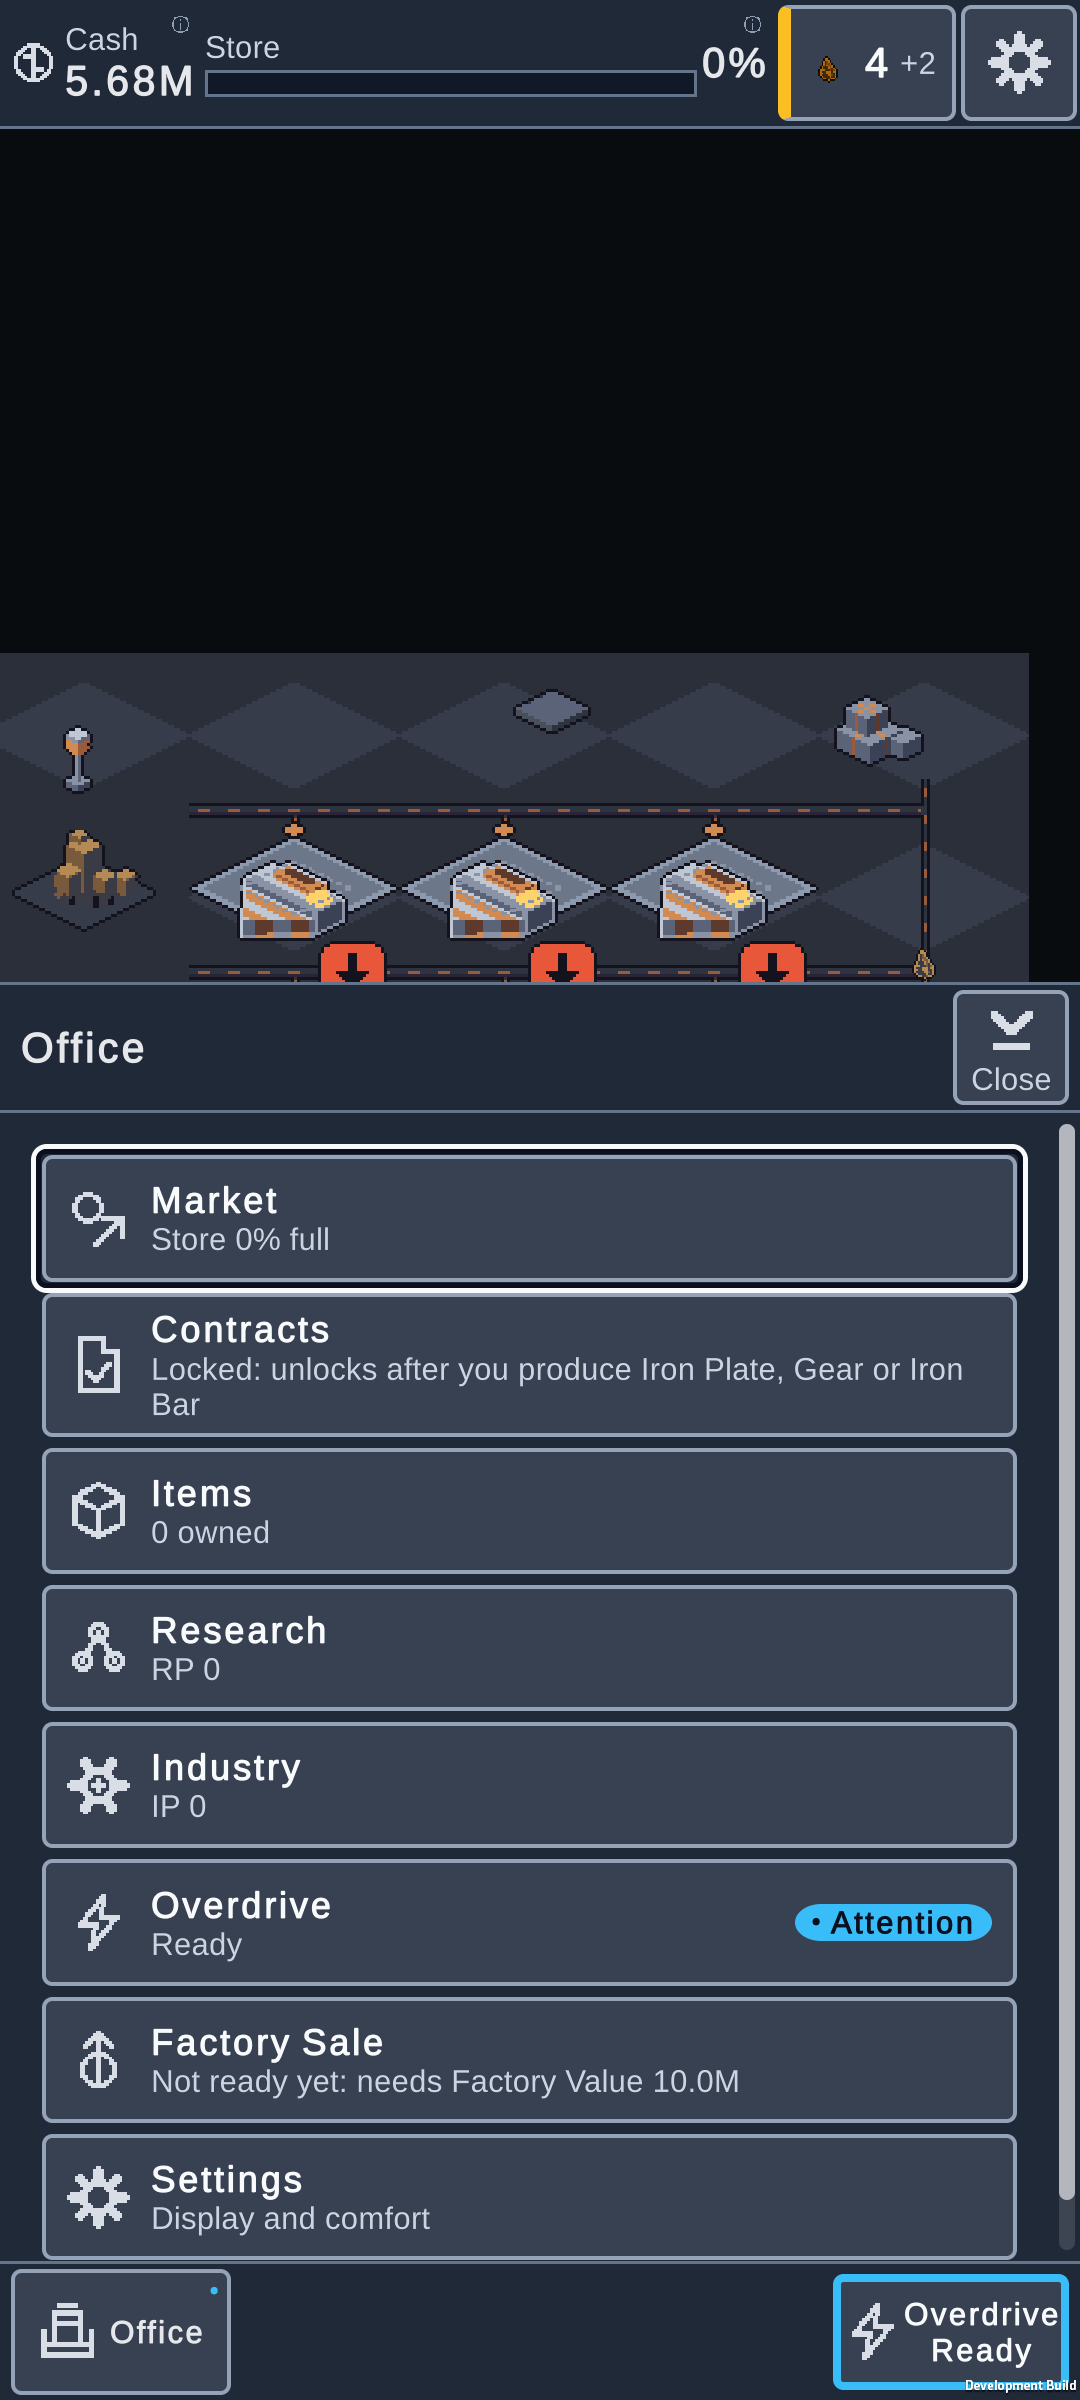 Cash
5.68M
Store
0%
4 +2
Office
Close
Market
Store 0% full
Contracts
Locked: unlocks after you produce Iron Plate, Gear or Iron
Bar
Items
0 owned
Research
RP 0
Industry
IP 0
Overdrive
Ready
• Attention
Factory Sale
Not ready yet: needs Factory Value 10.0M
Settings
Display and comfort
Office
Overdrive
Ready
Development Build